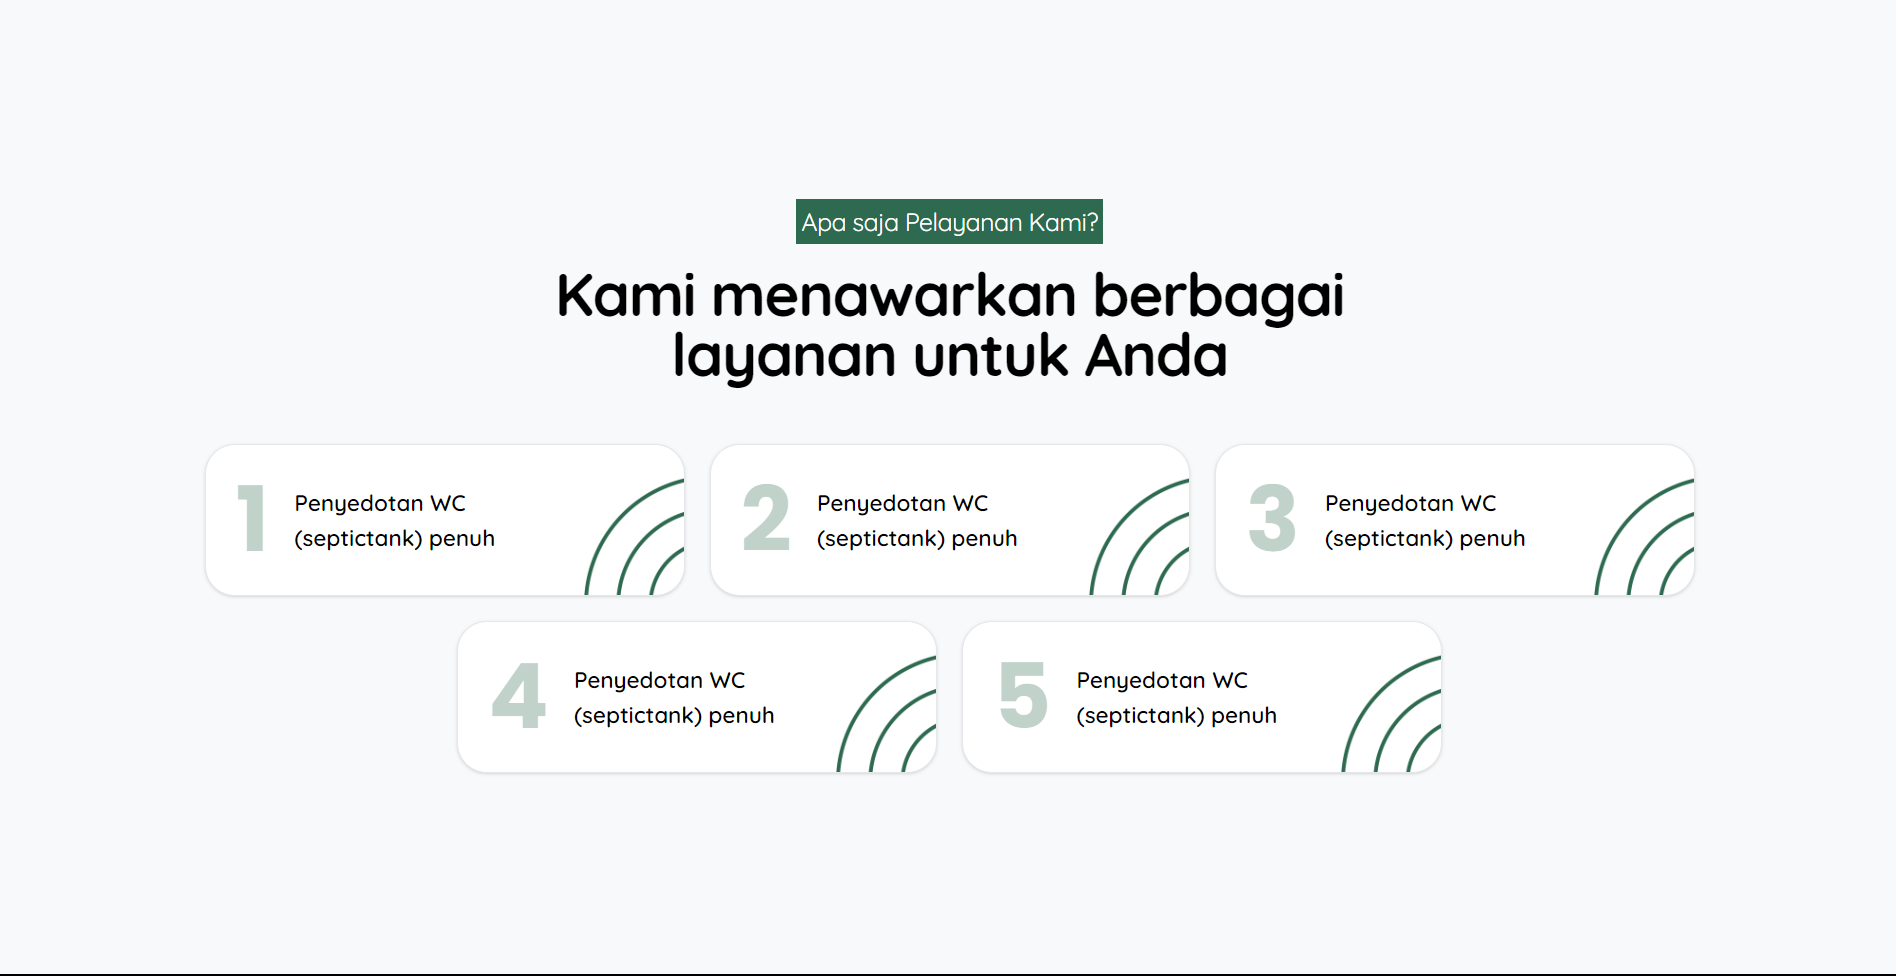 Apa saja Pelayanan Kami?
Kami menawarkan berbagai
layanan untuk Anda
1
Penyedotan WC
(septictank) penuh
2
Penyedotan WC
(septictank) penuh
3
Penyedotan WC
(septictank) penuh
4
Penyedotan WC
(septictank) penuh
5
Penyedotan WC
(septictank) penuh